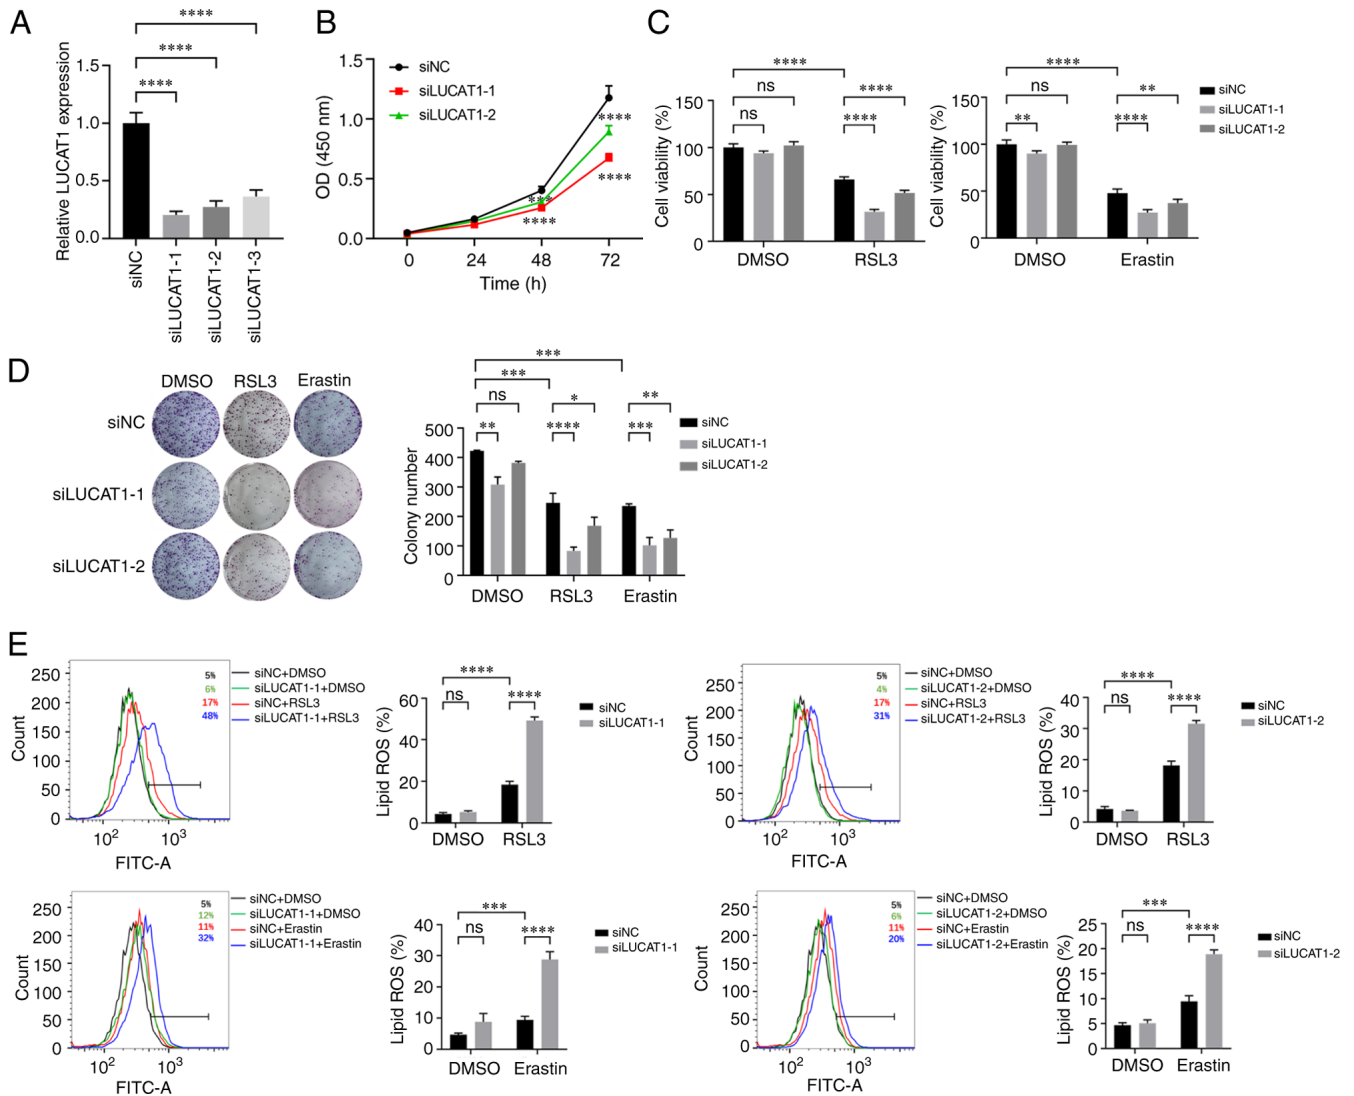 A
Relative LUCAT1 expression
1.5
1.0
0.5
0.0
****
****
****
siNC
siLUCAT1-1
siLUCAT1-2
siLUCAT1-3
B
OD (450 nm)
1.5
1.0
0.5
0.0
siNC
siLUCAT1-1
siLUCAT1-2
****
****
***
****
0 24 48 72
Time (h)
C
Cell viability (%)
150
100
50
0
****
ns
ns
****
****
DMSO RSL3
Cell viability (%)
150
100
50
0
****
ns
**
**
****
DMSO Erastin
siNC
siLUCAT1-1
siLUCAT1-2
D
DMSO RSL3 Erastin
siNC
siLUCAT1-1
siLUCAT1-2
Colony number
500
400
300
200
100
0
***
***
ns * **
** **** ***
DMSO RSL3 Erastin
siNC
siLUCAT1-1
siLUCAT1-2
E
Count
250
200
150
100
50
0
5%
6%
17%
48%
siNC+DMSO
siLUCAT1-1+DMSO
siNC+RSL3
siLUCAT1-1+RSL3
10²
10³
FITC-A
Lipid ROS (%)
60
40
20
0
****
ns ****
DMSO RSL3
siNC
siLUCAT1-1
Count
250
200
150
100
50
0
5%
4%
17%
31%
siNC+DMSO
siLUCAT1-2+DMSO
siNC+RSL3
siLUCAT1-2+RSL3
10²
10³
FITC-A
Lipid ROS (%)
40
30
20
10
0
****
ns ****
DMSO RSL3
siNC
siLUCAT1-2
Count
250
200
150
100
50
0
5%
12%
11%
32%
siNC+DMSO
siLUCAT1-1+DMSO
siNC+Erastin
siLUCAT1-1+Erastin
10²
10³
FITC-A
Lipid ROS (%)
40
30
20
10
0
***
ns ****
DMSO Erastin
siNC
siLUCAT1-1
Count
250
200
150
100
50
0
5%
6%
11%
20%
siNC+DMSO
siLUCAT1-2+DMSO
siNC+Erastin
siLUCAT1-2+Erastin
10²
10³
FITC-A
Lipid ROS (%)
25
20
15
10
5
0
***
ns ****
DMSO Erastin
siNC
siLUCAT1-2